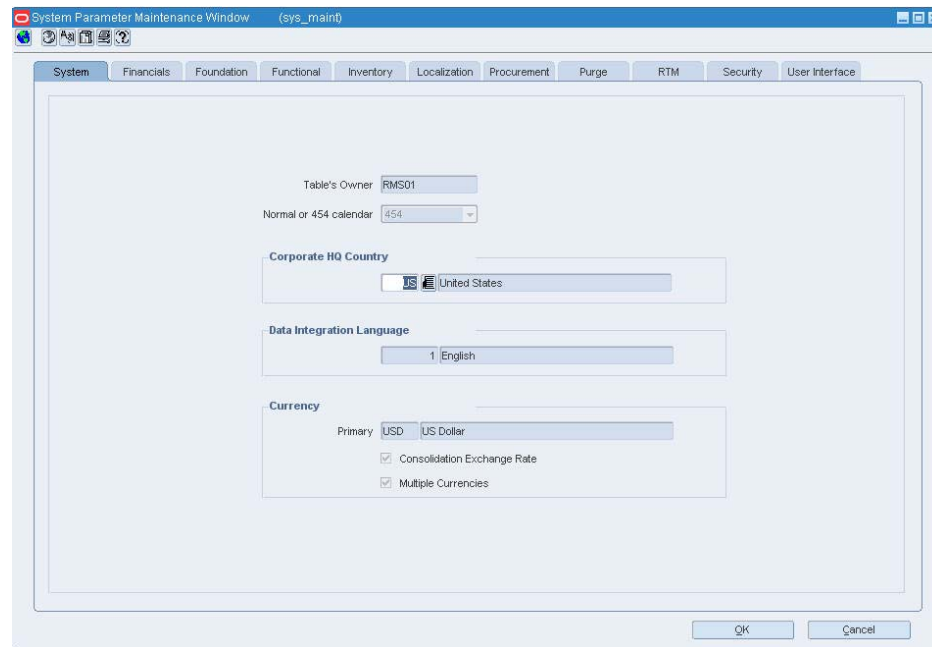 System Parameter Maintenance Window (sys_maint)
System Financials Foundation Functional Inventory Localization Procurement Purge RTM Security User Interface
Table's Owner RMS01
Normal or 454 calendar 454
Corporate HQ Country
US United States
Data Integration Language
1 English
Currency
Primary USD US Dollar
Consolidation Exchange Rate
Multiple Currencies
OK Cancel